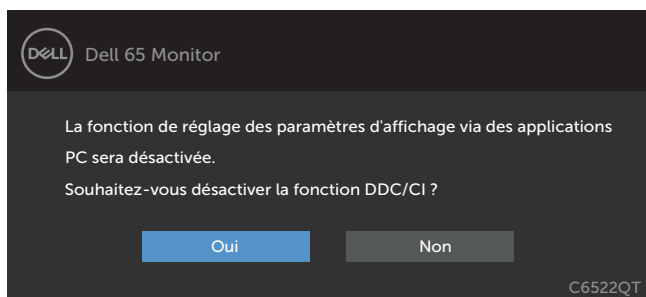 DELL Dell 65 Monitor
La fonction de réglage des paramètres d'affichage via des applications
PC sera désactivée.
Souhaitez-vous désactiver la fonction DDC/CI ?
Oui Non
C6522QT